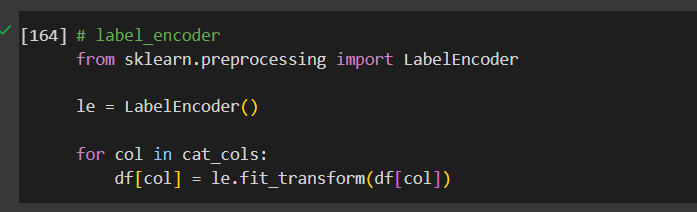 [164] # label_encoder
from sklearn.preprocessing import LabelEncoder
le = LabelEncoder()
for col in cat_cols:
df[col] = le.fit_transform(df[col])